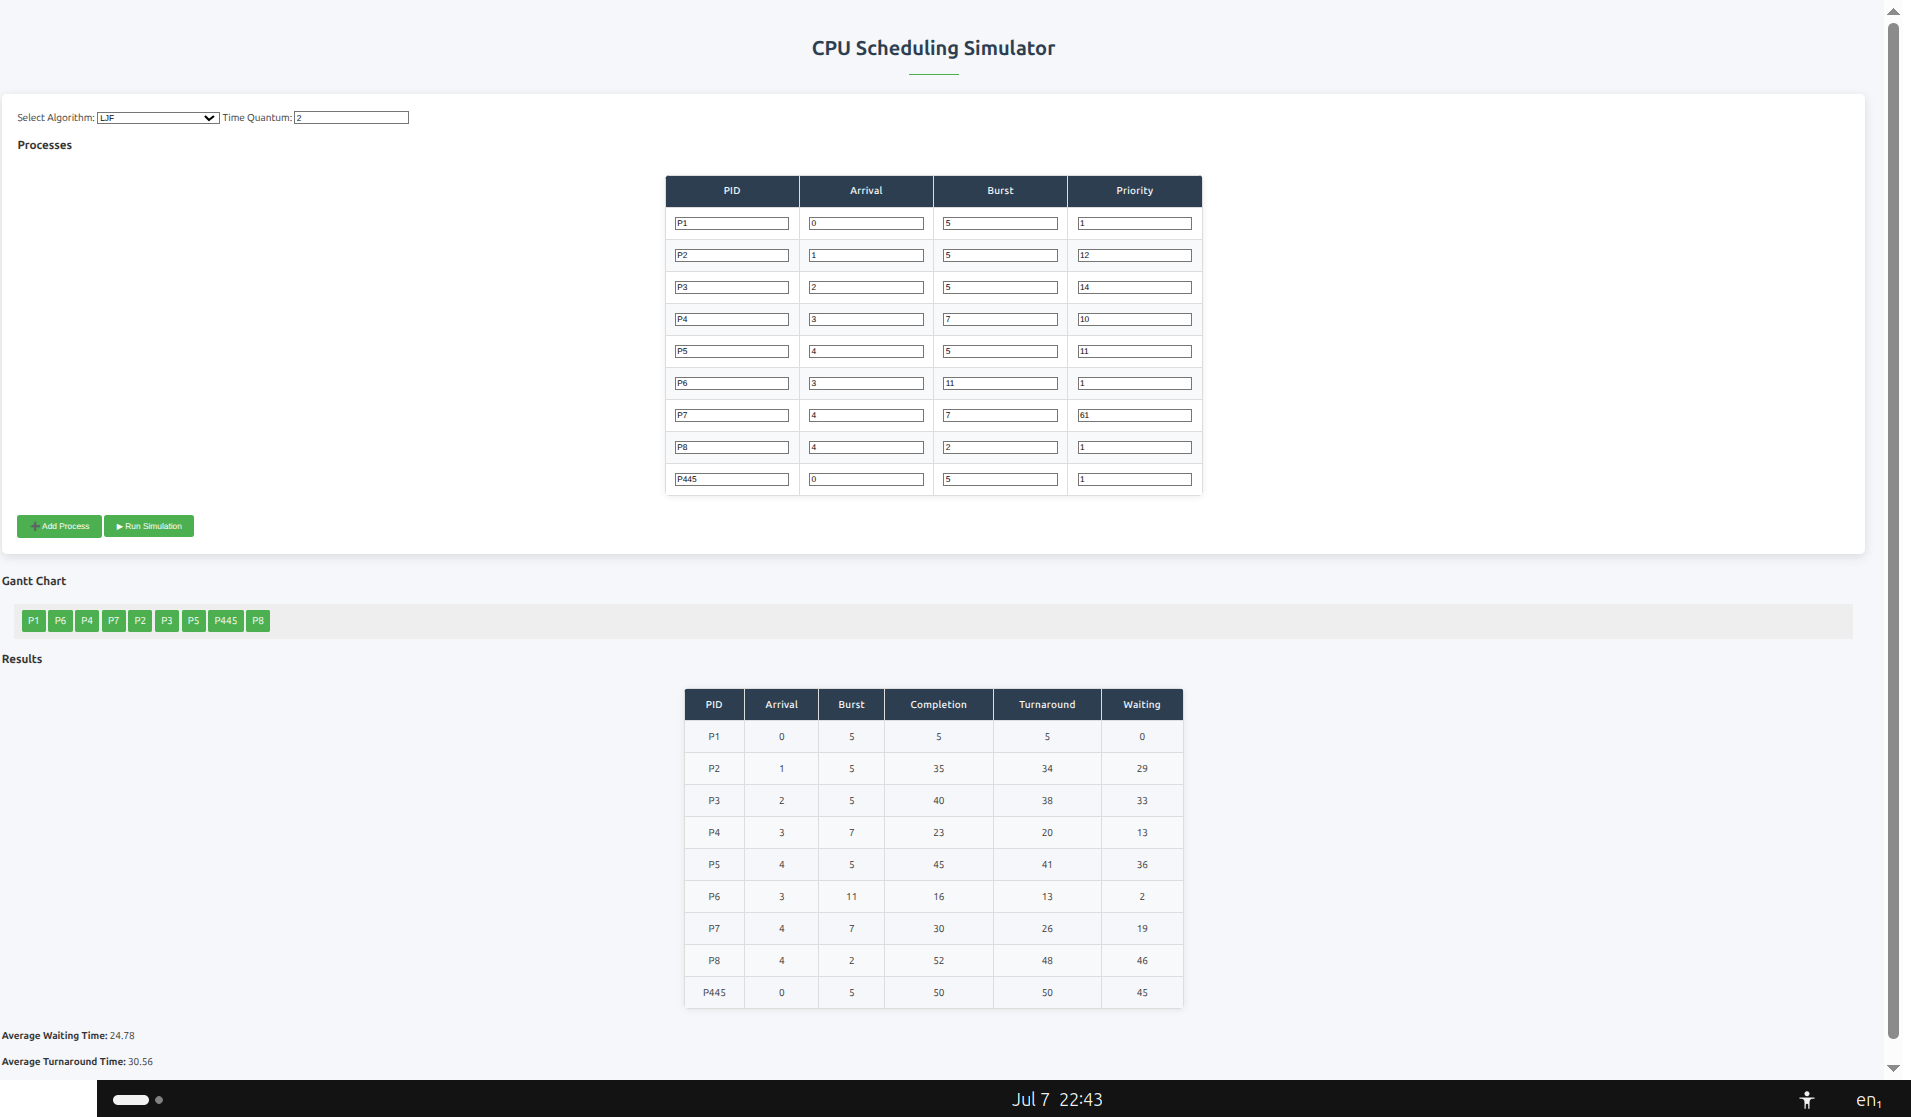 CPU Scheduling Simulator
Select Algorithm: LJF Time Quantum: 2
Processes
PID Arrival Burst Priority
P1 0 5 1
P2 1 5 12
P3 2 5 14
P4 3 7 10
P5 4 5 11
P6 3 11 1
P7 4 7 61
P8 4 2 1
P445 0 5 1
➕ Add Process ▶ Run Simulation
Gantt Chart
P1 P6 P4 P7 P2 P3 P5 P445 P8
Results
PID Arrival Burst Completion Turnaround Waiting
P1 0 5 5 5 0
P2 1 5 35 34 29
P3 2 5 40 38 33
P4 3 7 23 20 13
P5 4 5 45 41 36
P6 3 11 16 13 2
P7 4 7 30 26 19
P8 4 2 52 48 46
P445 0 5 50 50 45
Average Waiting Time: 24.78
Average Turnaround Time: 30.56
Jul 7 22:43 en₁